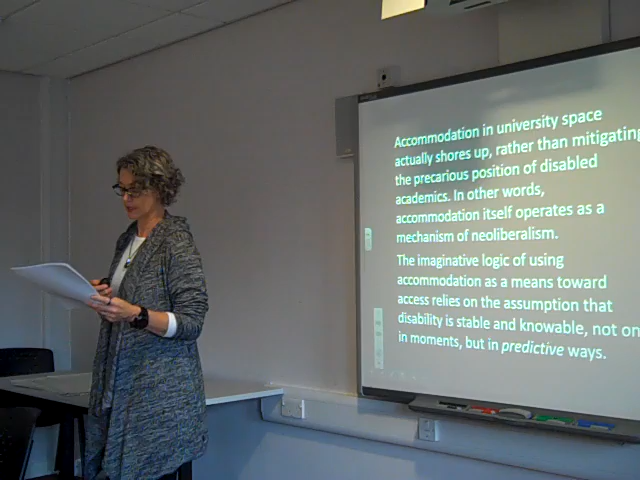 Accommodation in university space
actually shores up, rather than mitigating
the precarious position of disabled
academics. In other words,
accommodation itself operates as a
mechanism of neoliberalism.
The imaginative logic of using
accommodation as a means toward
access relies on the assumption that
disability is stable and knowable, not on
in moments, but in predictive ways.